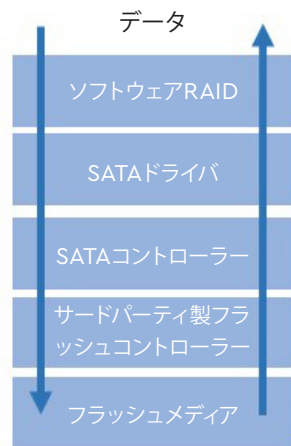 データ
ソフトウェアRAID
SATAドライバ
SATAコントローラー
サードパーティ製フラ
ッシュコントローラー
フラッシュメディア